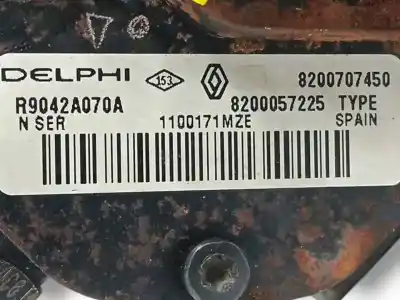 DELPHI 153 8200707450
R9042A070A 8200057225 TYPE
N SER 1100171MZE SPAIN